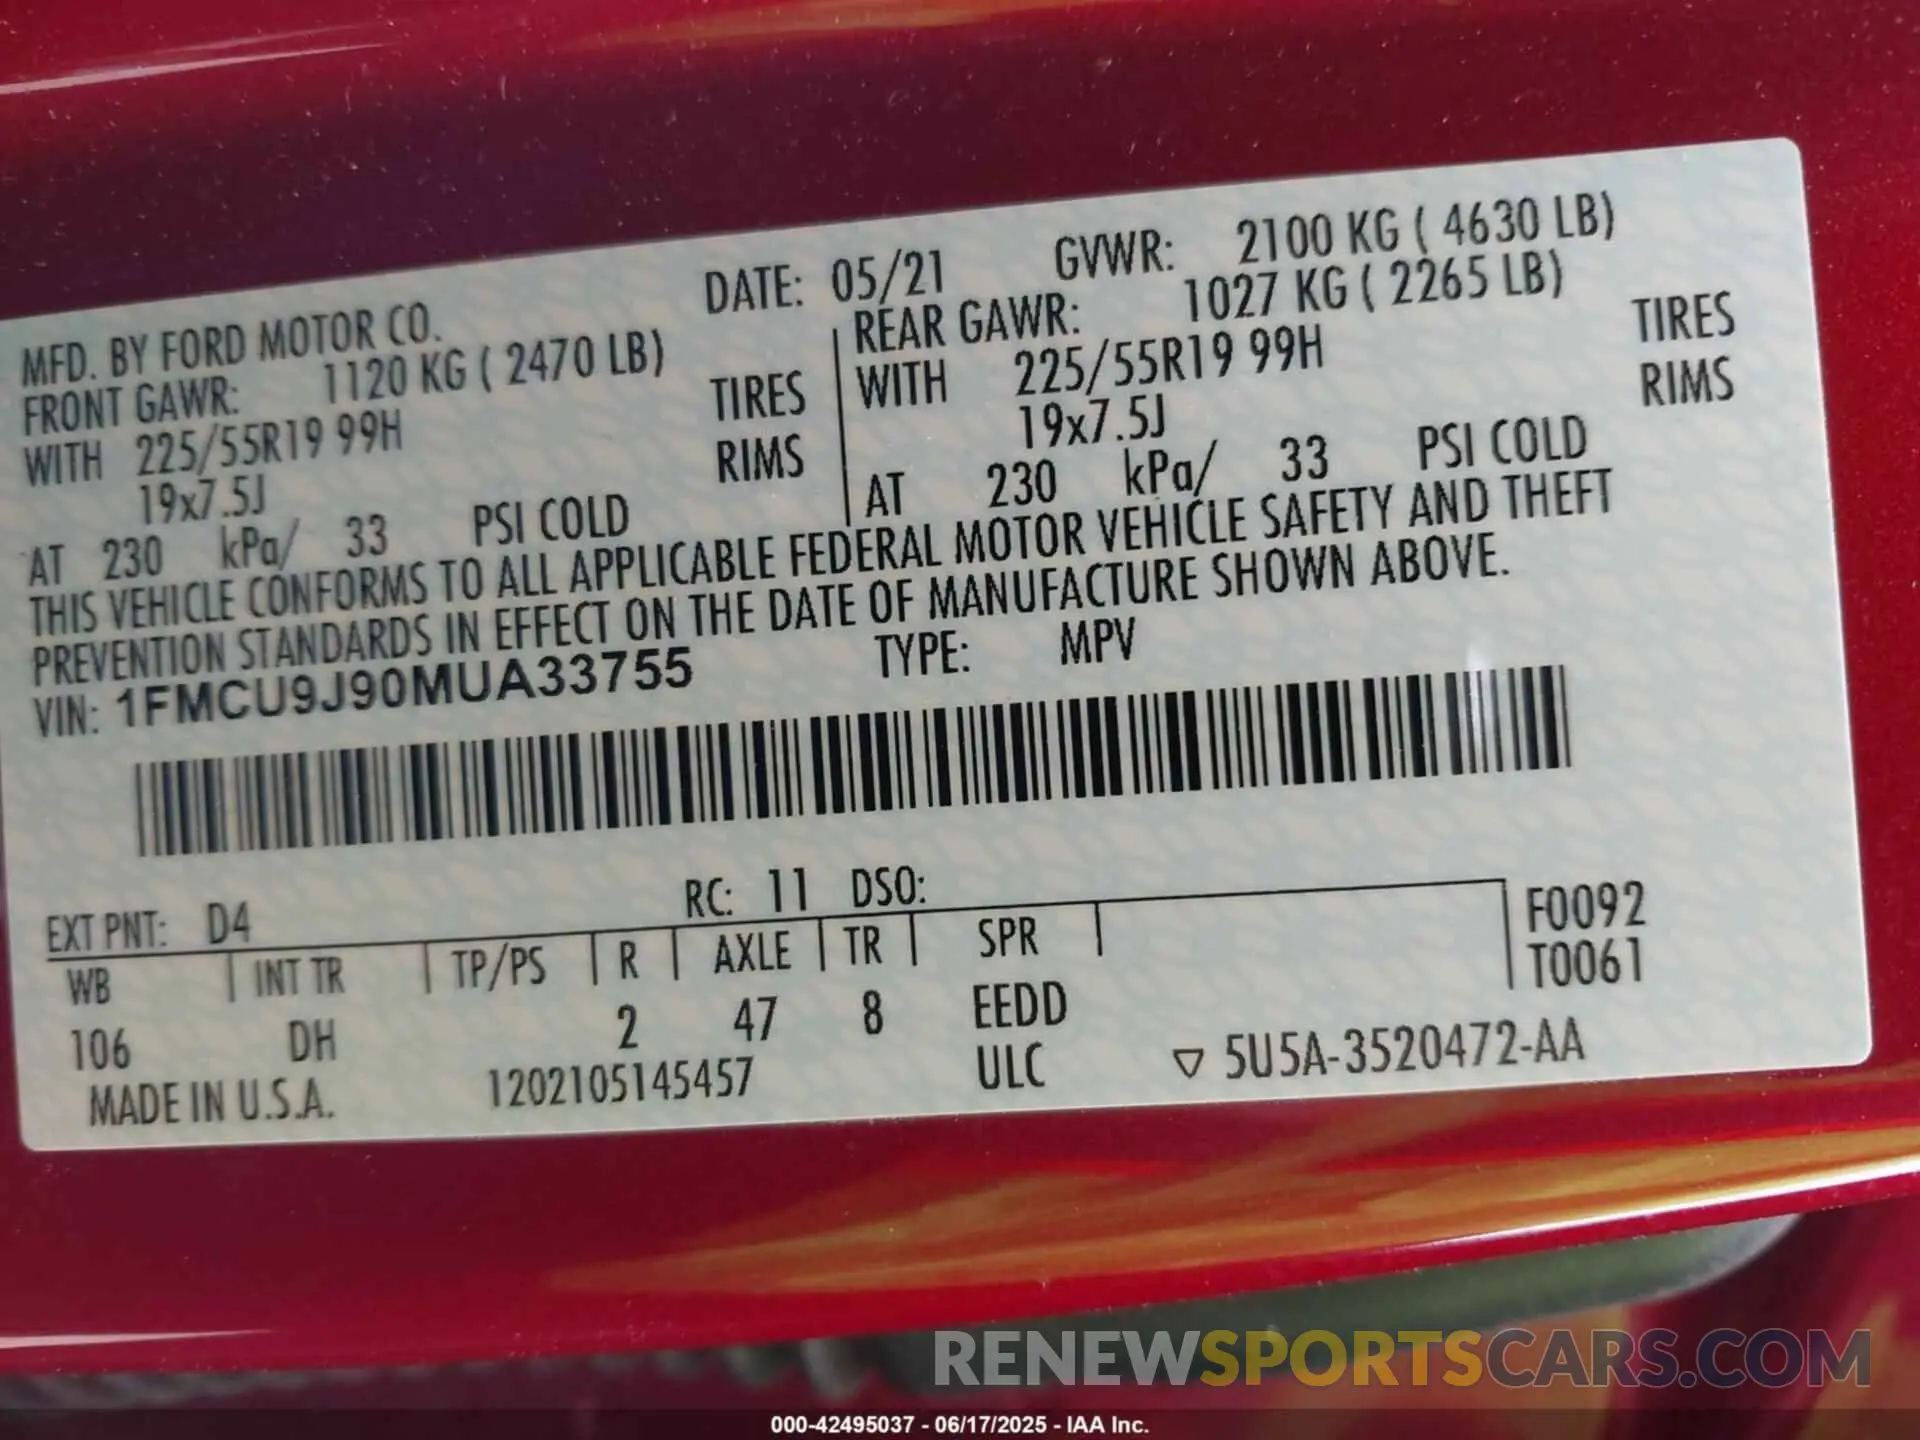 MFD. BY FORD MOTOR CO. DATE: 05/21 GVWR: 2100 KG ( 4630 LB)
FRONT GAWR: 1120 KG ( 2470 LB)
WITH 225/55R19 99H TIRES
19x7.5J RIMS
AT 230 kPa/ 33 PSI COLD
REAR GAWR: 1027 KG ( 2265 LB)
WITH 225/55R19 99H TIRES
19x7.5J RIMS
AT 230 kPa/ 33 PSI COLD
THIS VEHICLE CONFORMS TO ALL APPLICABLE FEDERAL MOTOR VEHICLE SAFETY AND THEFT
PREVENTION STANDARDS IN EFFECT ON THE DATE OF MANUFACTURE SHOWN ABOVE.
VIN: 1FMCU9J90MUA33755 TYPE: MPV
EXT PNT: D4 RC: 11 DSO:
WB INT TR TP/PS R AXLE TR SPR F0092
T0061
106 DH 2 47 8 EEDD
MADE IN U.S.A. 1202105145457 ULC ▽ 5U5A-3520472-AA
RENEWSPORTSCARS.COM
000-42495037 - 06/17/2025 - IAA Inc.